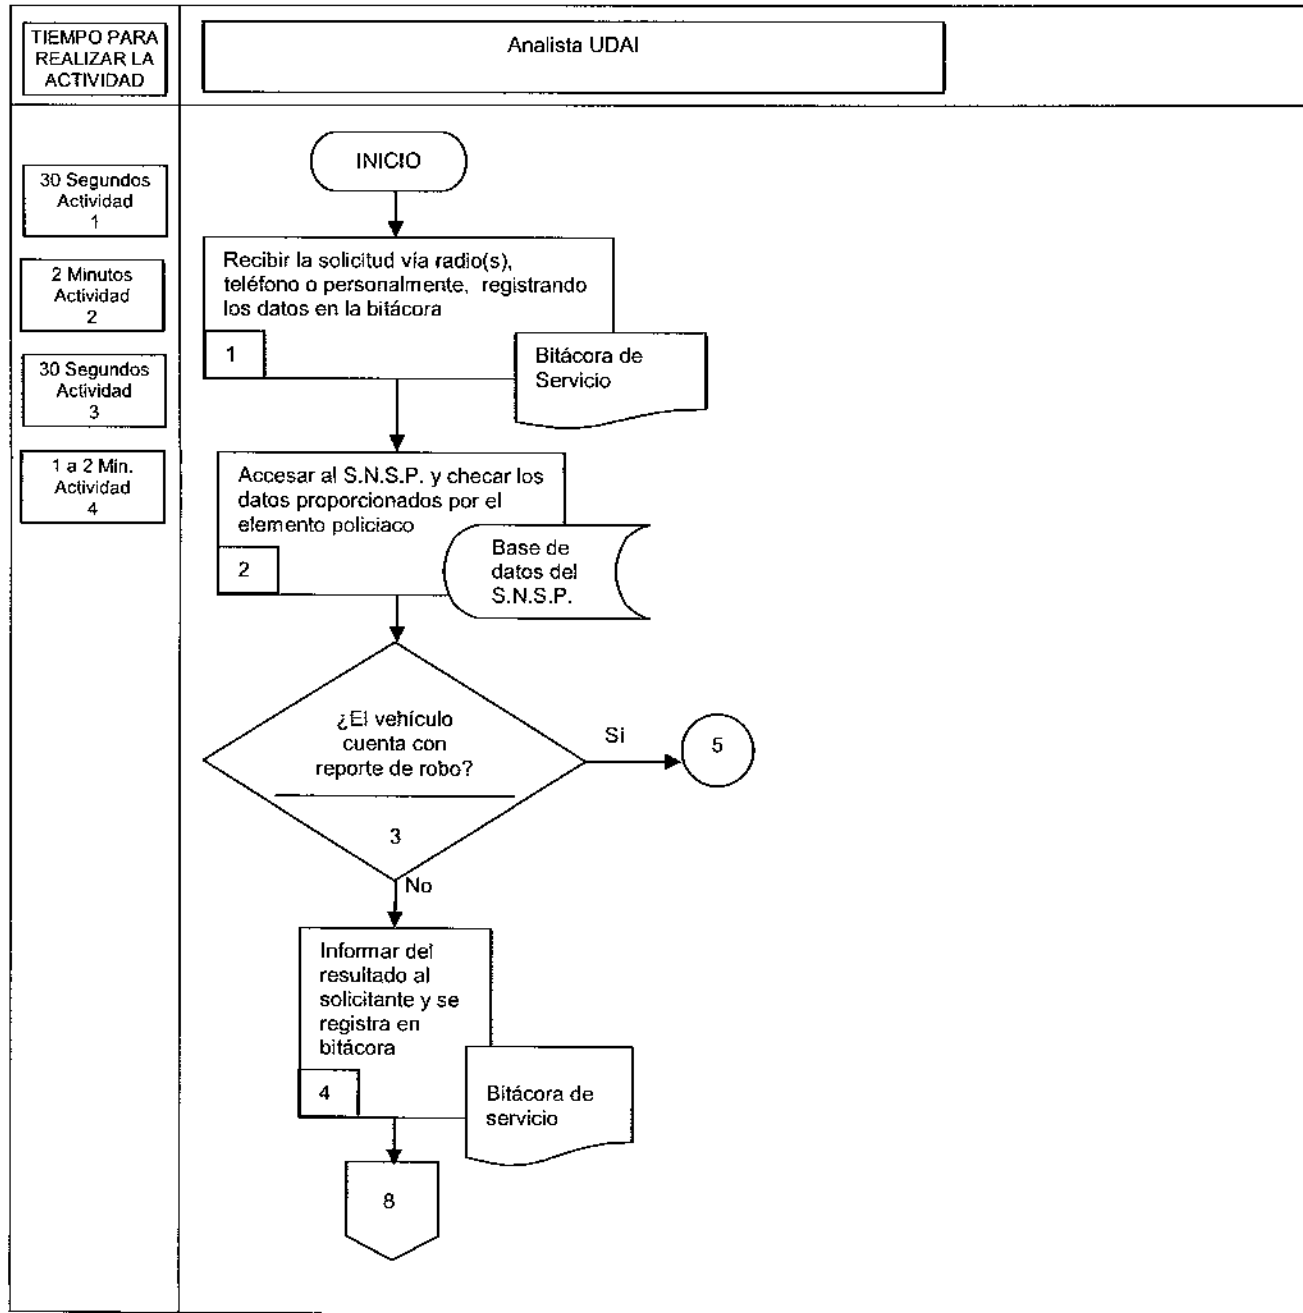 TIEMPO PARA
REALIZAR LA
ACTIVIDAD
Analista UDAI
30 Segundos
Actividad
1
2 Minutos
Actividad
2
30 Segundos
Actividad
3
1 a 2 Min.
Actividad
4
INICIO
Recibir la solicitud vía radio(s),
teléfono o personalmente, registrando
los datos en la bitácora
1
Bitácora de
Servicio
Accesar al S.N.S.P. y checar los
datos proporcionados por el
elemento policiaco
2
Base de
datos del
S.N.S.P.
¿El vehículo
cuenta con
reporte de robo?
3
Si
5
No
Informar del
resultado al
solicitante y se
registra en
bitácora
4
Bitácora de
servicio
8